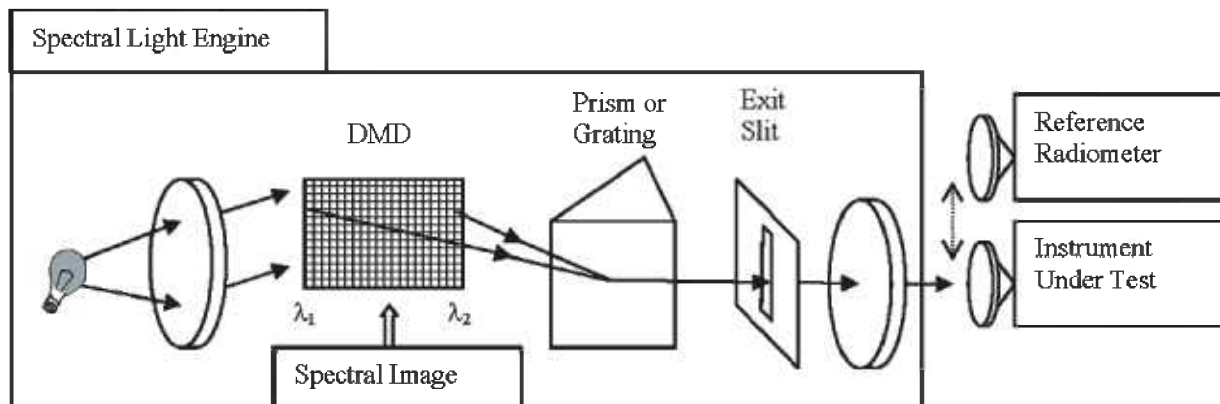 Spectral Light Engine
DMD
Prism or
Grating
Exit
Slit
Reference
Radiometer
Instrument
Under Test
λ₁
λ₂
Spectral Image